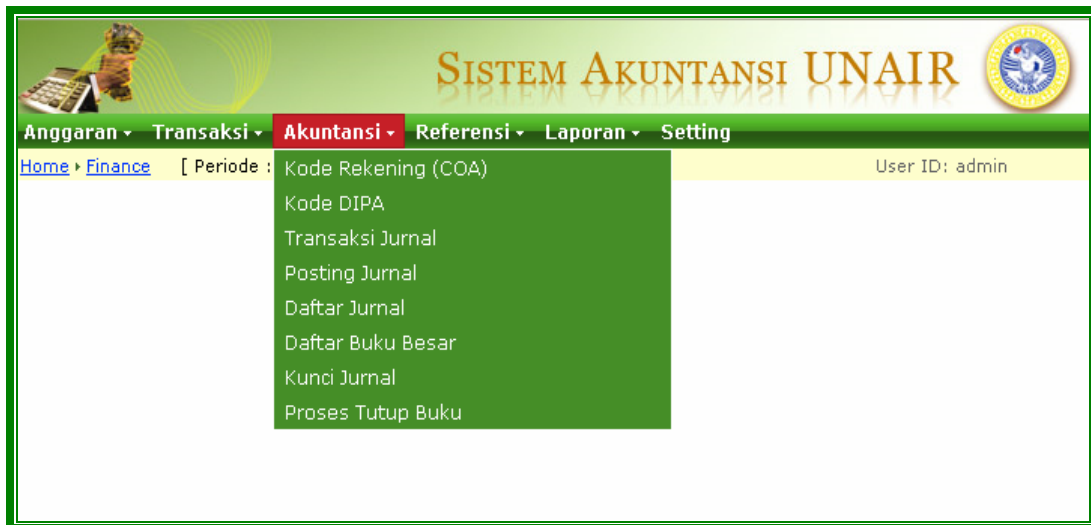 SISTEM AKUNTANSI UNAIR
Anggaran Transaksi Akuntansi Referensi Laporan Setting
Home Finance [ Periode : User ID: admin
Kode Rekening (COA)
Kode DIPA
Transaksi Jurnal
Posting Jurnal
Daftar Jurnal
Daftar Buku Besar
Kunci Jurnal
Proses Tutup Buku